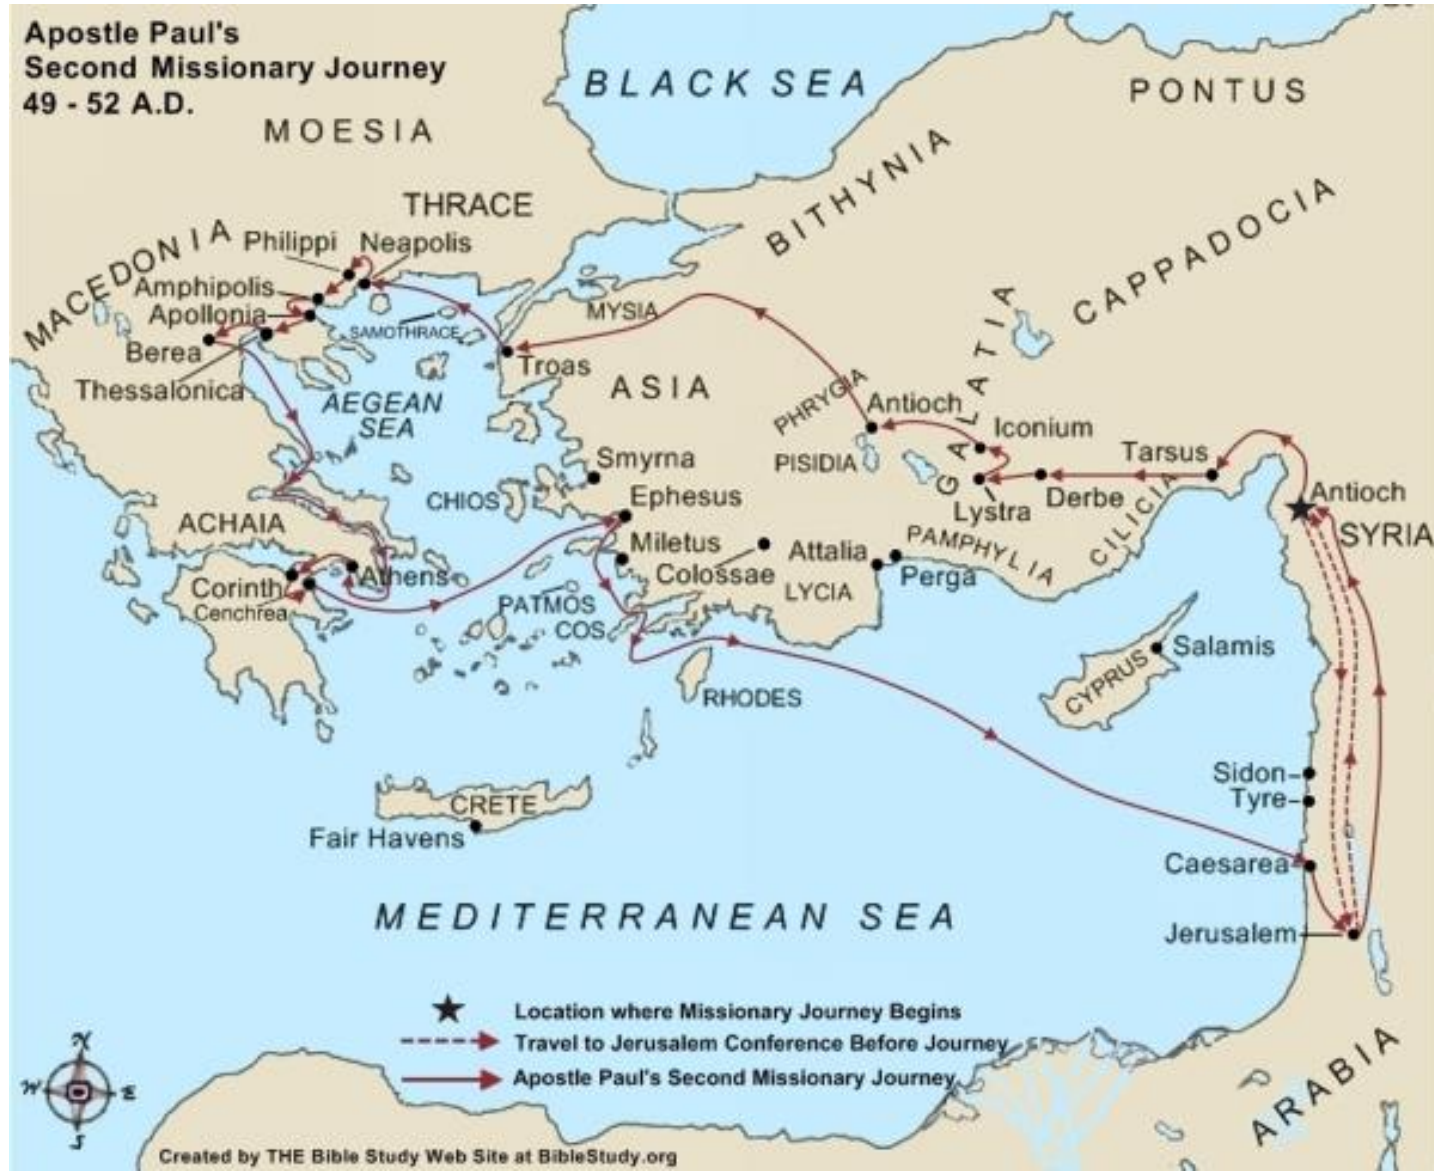 Apostle Paul's
Second Missionary Journey
49 - 52 A.D.
BLACK SEA
PONTUS
MOESIA
BITHYNIA
THRACE
CAPPADOCIA
MACEDONIA
Philippi
Neapolis
Amphipolis
Apollonia
MYSIA
SAMOTHRACE
GALATIA
Berea
Troas
Thessalonica
ASIA
PHRYGIA
AEGEAN
SEA
Antioch
Iconium
Tarsus
PISIDIA
Smyrna
Derbe
CHIOS
Ephesus
Lystra
Antioch
ACHAIA
CILICIA
SYRIA
Miletus
Attalia
PAMPHYLIA
Athens
Colossae
Perga
Corinth
LYCIA
Cenchrea
PATMOS
COS
Salamis
CYPRUS
RHODES
Sidon
Tyre
CRETE
Fair Havens
Caesarea
MEDITERRANEAN SEA
Jerusalem
Location where Missionary Journey Begins
Travel to Jerusalem Conference Before Journey
Apostle Paul's Second Missionary Journey
ARABIA
N
W
E
S
Created by THE Bible Study Web Site at BibleStudy.org